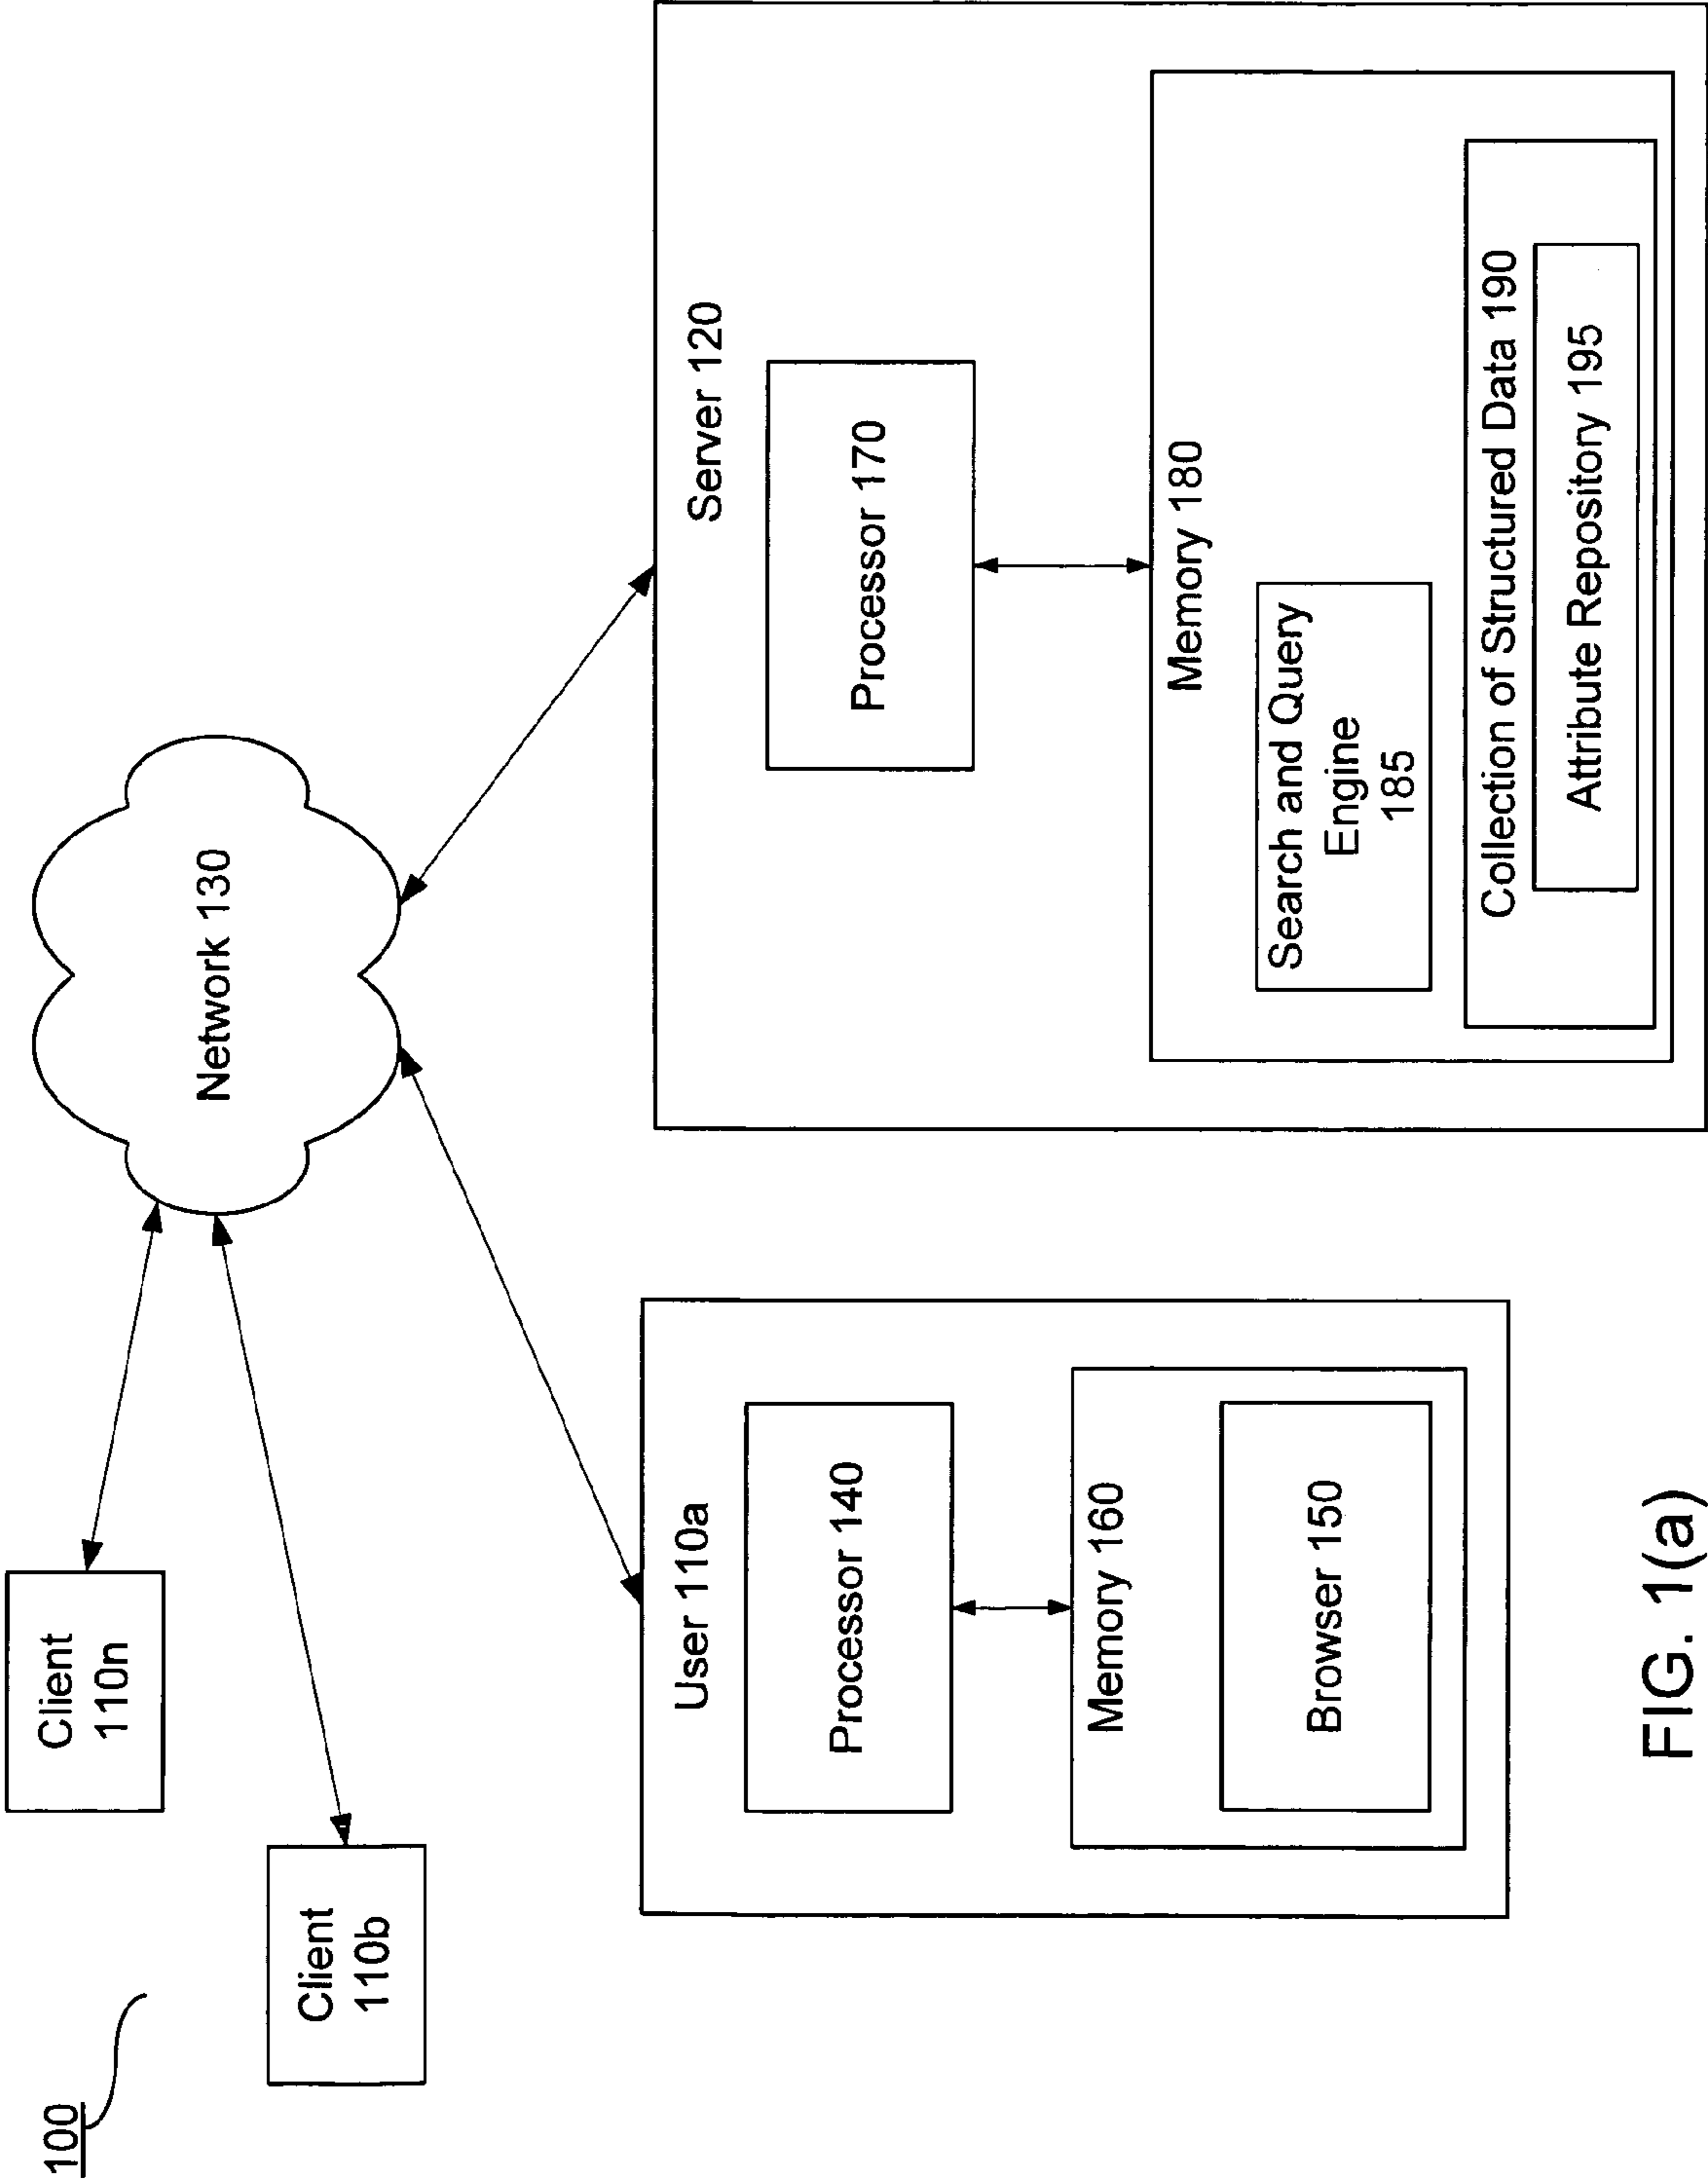 100
Client
110n
Client
110b
Network 130
User 110a
Processor 140
Memory 160
Browser 150
Server 120
Processor 170
Memory 180
Search and Query
Engine
185
Collection of Structured Data 190
Attribute Repository 195
FIG. 1(a)